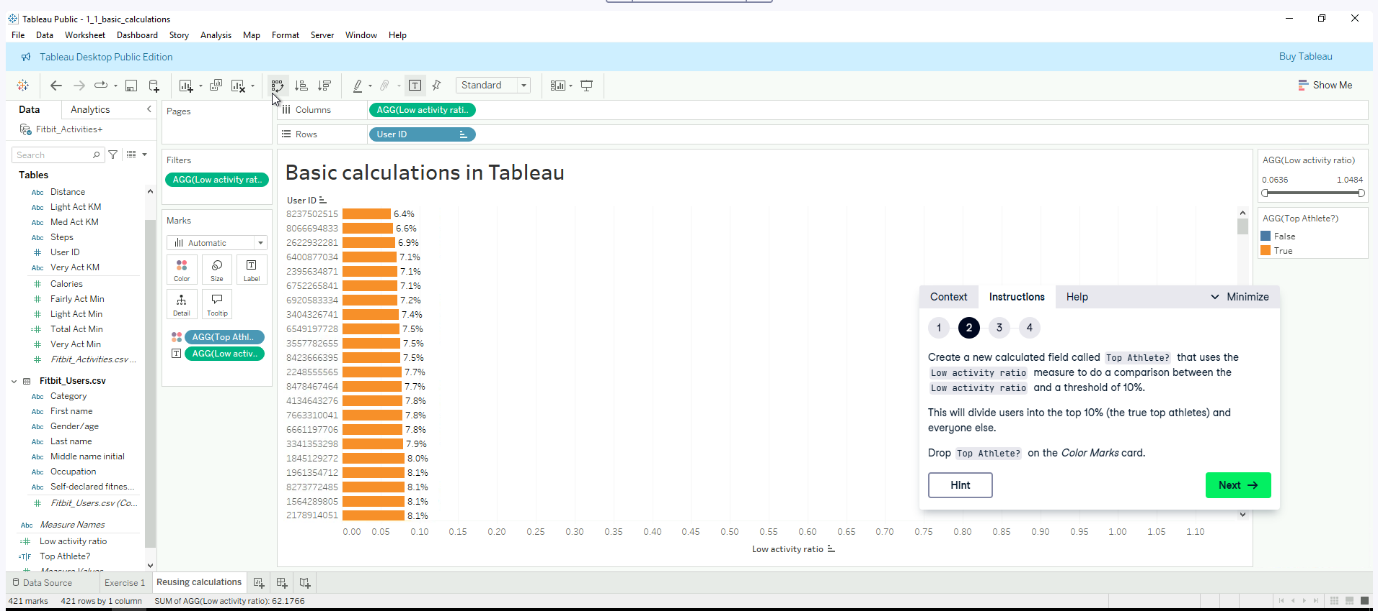 Tableau Public - 1_1_basic_calculations
File Data Worksheet Dashboard Story Analysis Map Format Server Window Help
Tableau Desktop Public Edition Buy Tableau
Standard Show Me
Data Analytics
Fitbit_Activities+
Search
Tables
Abc Distance
Abc Light Act KM
Abc Med Act KM
Abc Steps
# User ID
Abc Very Act KM
# Calories
# Fairly Act Min
# Light Act Min
=# Total Act Min
# Very Act Min
# Fitbit_Activities.csv ...
Fitbit_Users.csv
Abc Category
Abc First name
Abc Gender/age
Abc Last name
Abc Middle name initial
Abc Occupation
Abc Self-declared fitnes...
# Fitbit_Users.csv (Co...
Abc Measure Names
=# Low activity ratio
=T|F Top Athlete?
# Measure Values
Pages
Filters
AGG(Low activity rat..
Marks
Automatic
Color Size Label
Detail Tooltip
AGG(Top Athl..
AGG(Low activ..
Columns AGG(Low activity rati..
Rows User ID
Basic calculations in Tableau
User ID
8237502515 6.4%
8066694833 6.6%
2622932281 6.9%
6400877034 7.1%
2395634871 7.1%
6752265841 7.1%
6920583334 7.2%
3404326741 7.4%
6549197728 7.5%
3557782655 7.5%
8423666395 7.5%
2248555565 7.7%
8478467464 7.7%
4134643276 7.8%
7663310041 7.8%
6661197706 7.8%
3341353298 7.9%
1845129272 8.0%
1961354712 8.1%
8273772485 8.1%
1564289805 8.1%
2178914051 8.1%
0.00 0.05 0.10 0.15 0.20 0.25 0.30 0.35 0.40 0.45 0.50 0.55 0.60 0.65 0.70 0.75 0.80 0.85 0.90 0.95 1.00 1.05 1.10
Low activity ratio
AGG(Low activity ratio)
0.0636 1.0484
AGG(Top Athlete?)
False
True
Context Instructions Help Minimize
1 2 3 4
Create a new calculated field called Top Athlete? that uses the
Low activity ratio measure to do a comparison between the
Low activity ratio and a threshold of 10%.
This will divide users into the top 10% (the true top athletes) and
everyone else.
Drop Top Athlete? on the Color Marks card.
Hint Next
Data Source Exercise 1 Reusing calculations
421 marks 421 rows by 1 column SUM of AGG(Low activity ratio): 62.1766